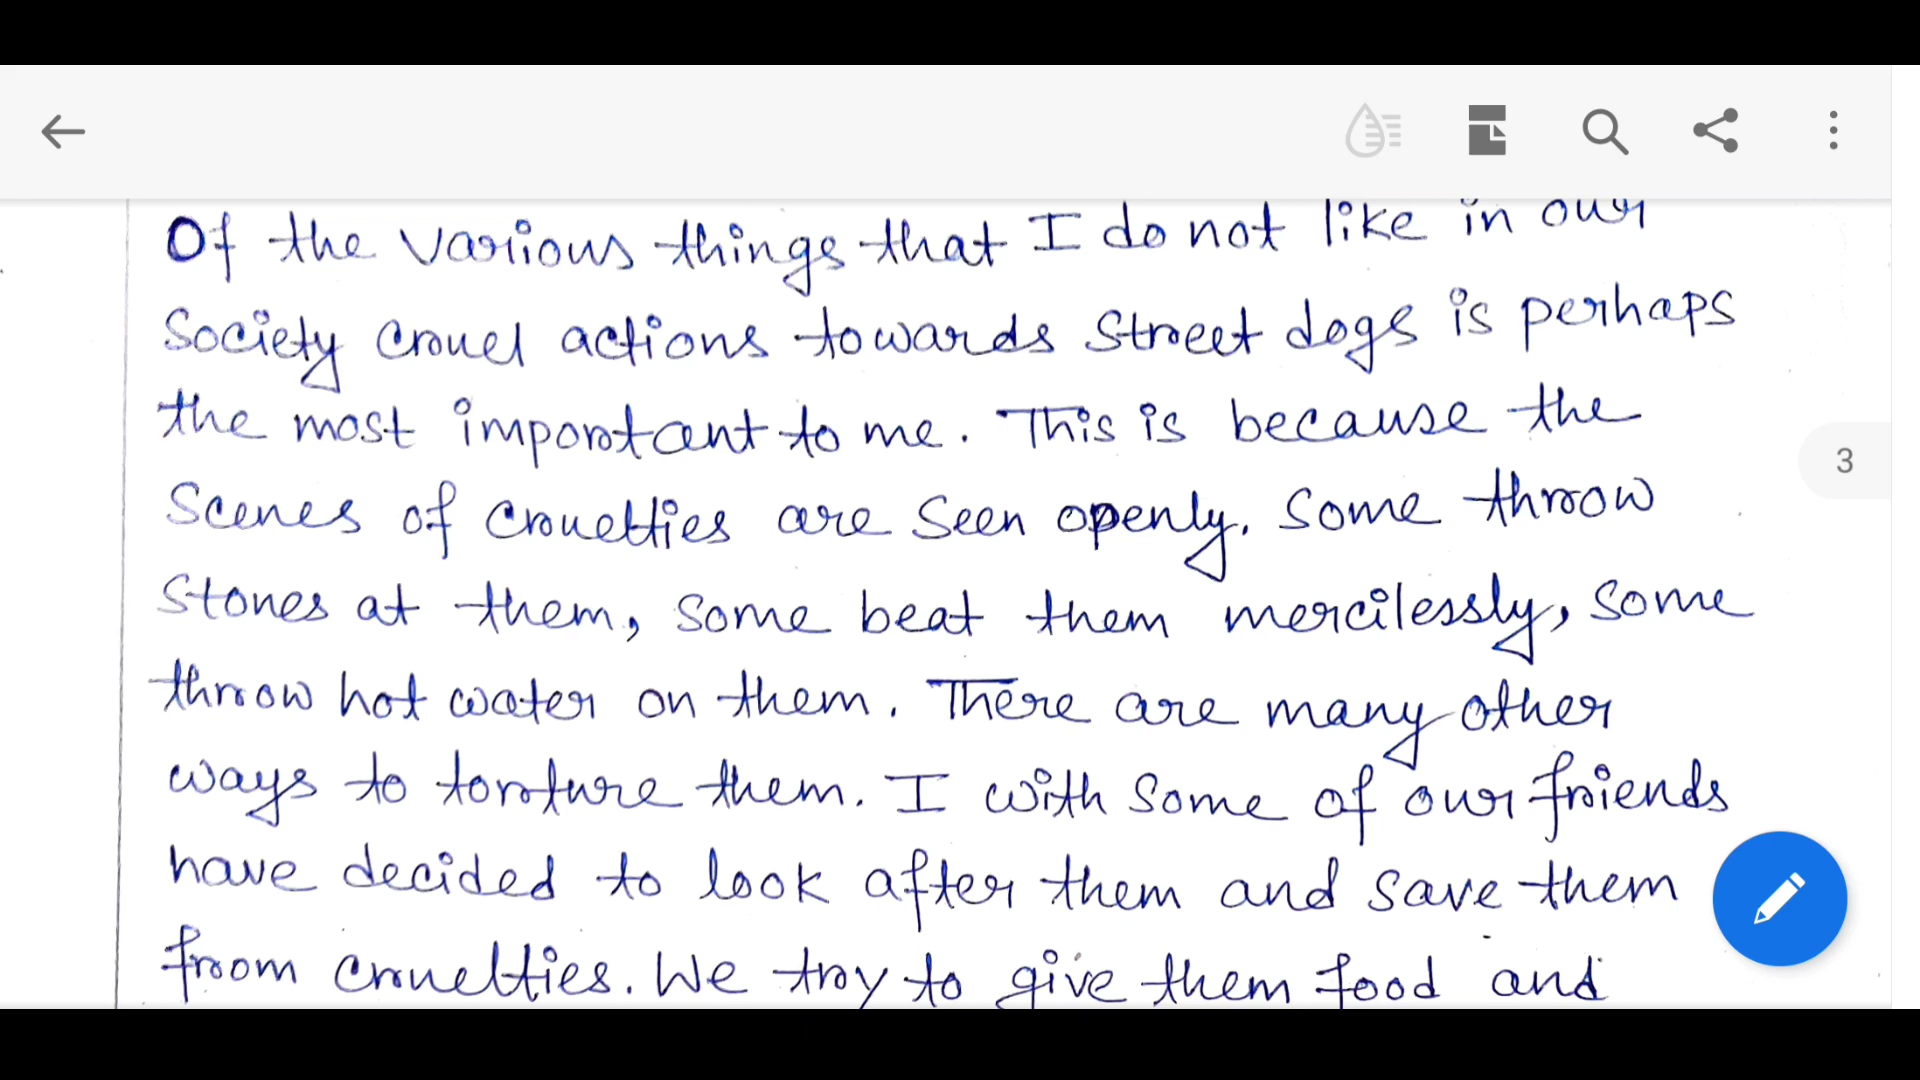 3
Of the various things that I do not like in our
Society cruel actions towards street dogs is perhaps
the most important to me. This is because the
Scenes of cruelties are seen openly. Some throw
Stones at them, some beat them mercilessly, some
throw hot water on them. There are many other
ways to torture them. I with some of our friends
have decided to look after them and save them
from cruelties. We try to give them food and